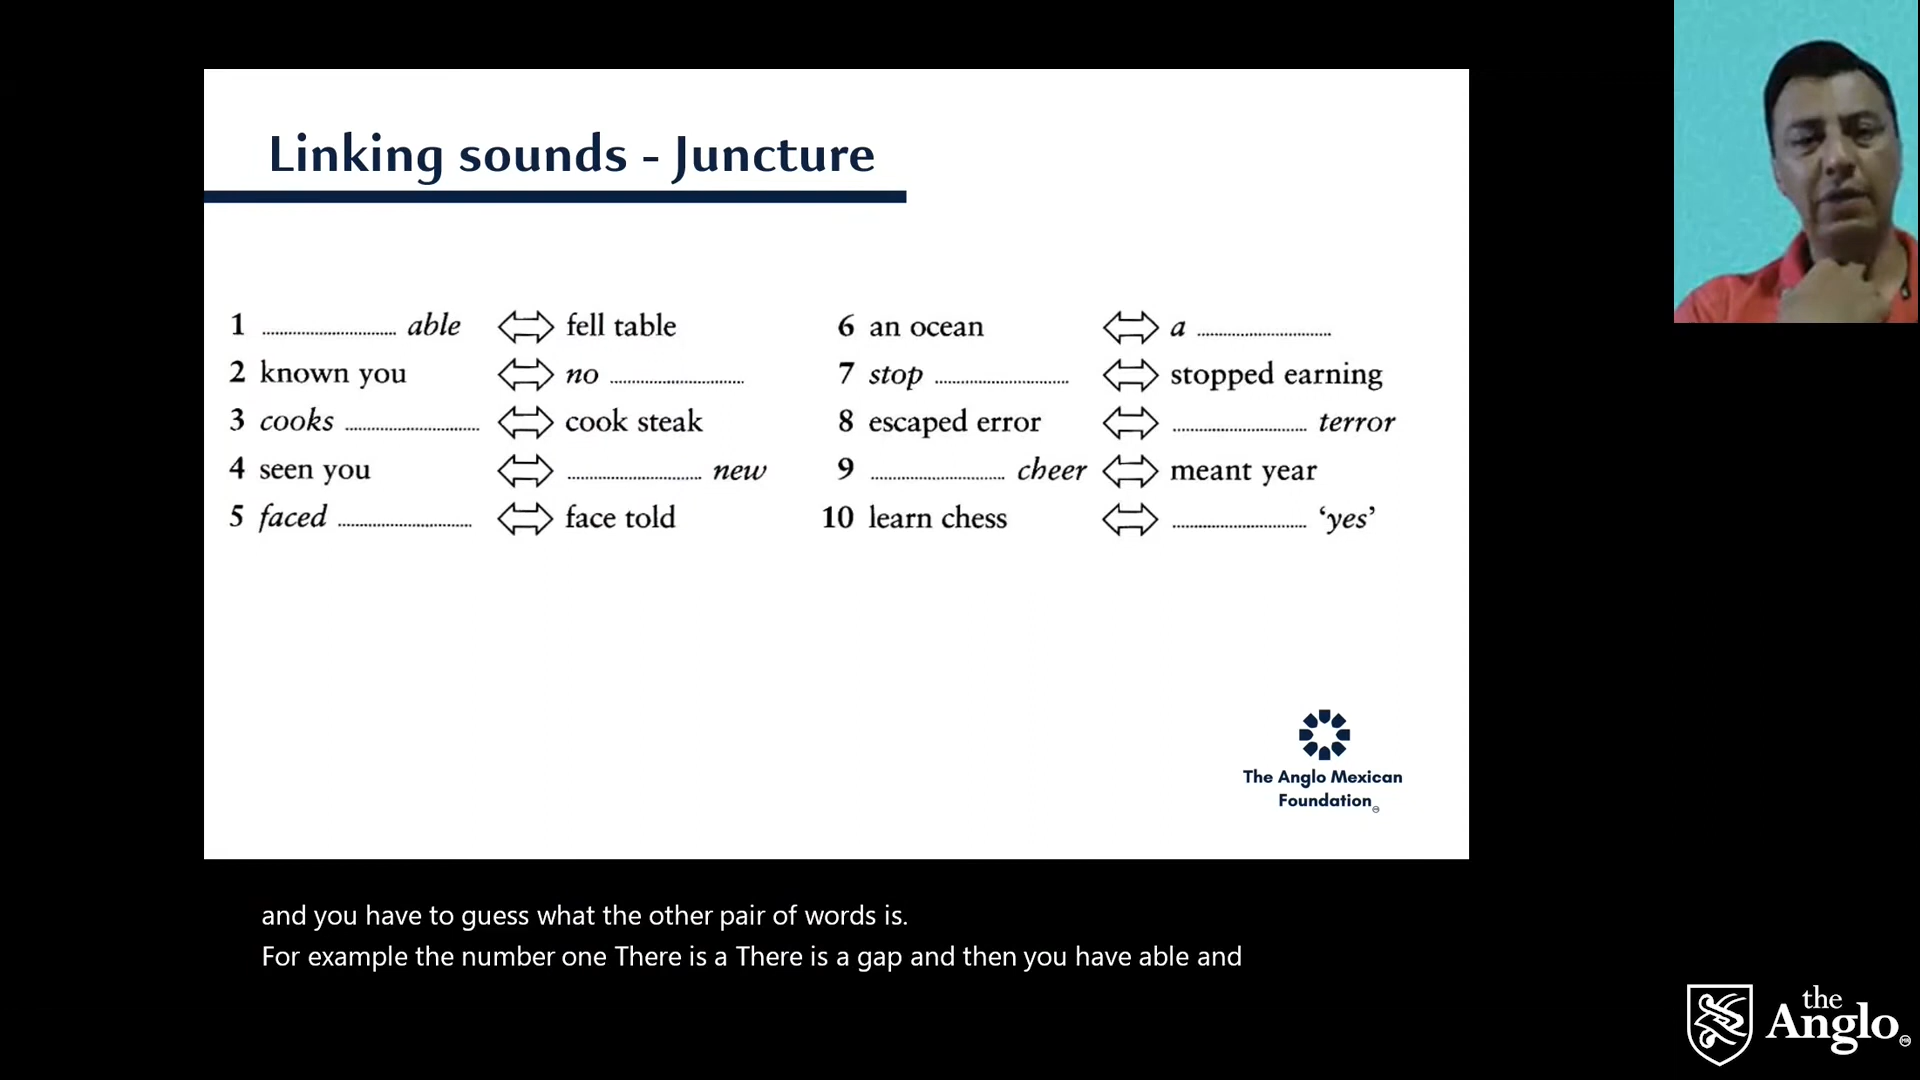 Linking sounds - Juncture
1 .............................. able ⇔ fell table
2 known you ⇔ no ..............................
3 cooks .............................. ⇔ cook steak
4 seen you ⇔ .............................. new
5 faced .............................. ⇔ face told
6 an ocean ⇔ a ..............................
7 stop .............................. ⇔ stopped earning
8 escaped error ⇔ .............................. terror
9 .............................. cheer ⇔ meant year
10 learn chess ⇔ .............................. ‘yes’
The Anglo Mexican
Foundation
and you have to guess what the other pair of words is.
For example the number one There is a There is a gap and then you have able and
the
Anglo